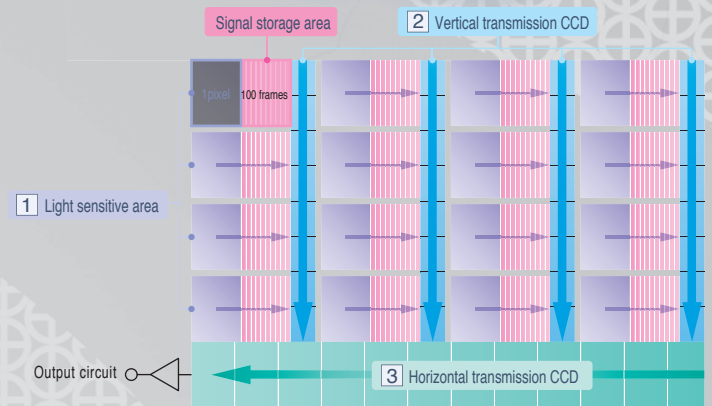 Signal storage area
2 Vertical transmission CCD
1pixel
100 frames
1 Light sensitive area
Output circuit
3 Horizontal transmission CCD